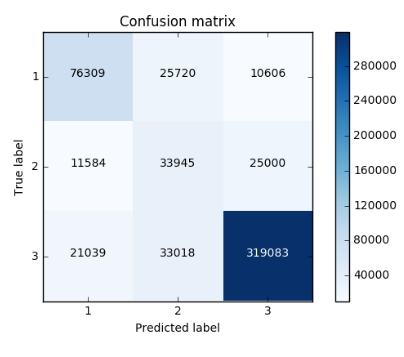 Confusion matrix
True label
1 76309 25720 10606
2 11584 33945 25000
3 21039 33018 319083
1 2 3
Predicted label
280000
240000
200000
160000
120000
80000
40000